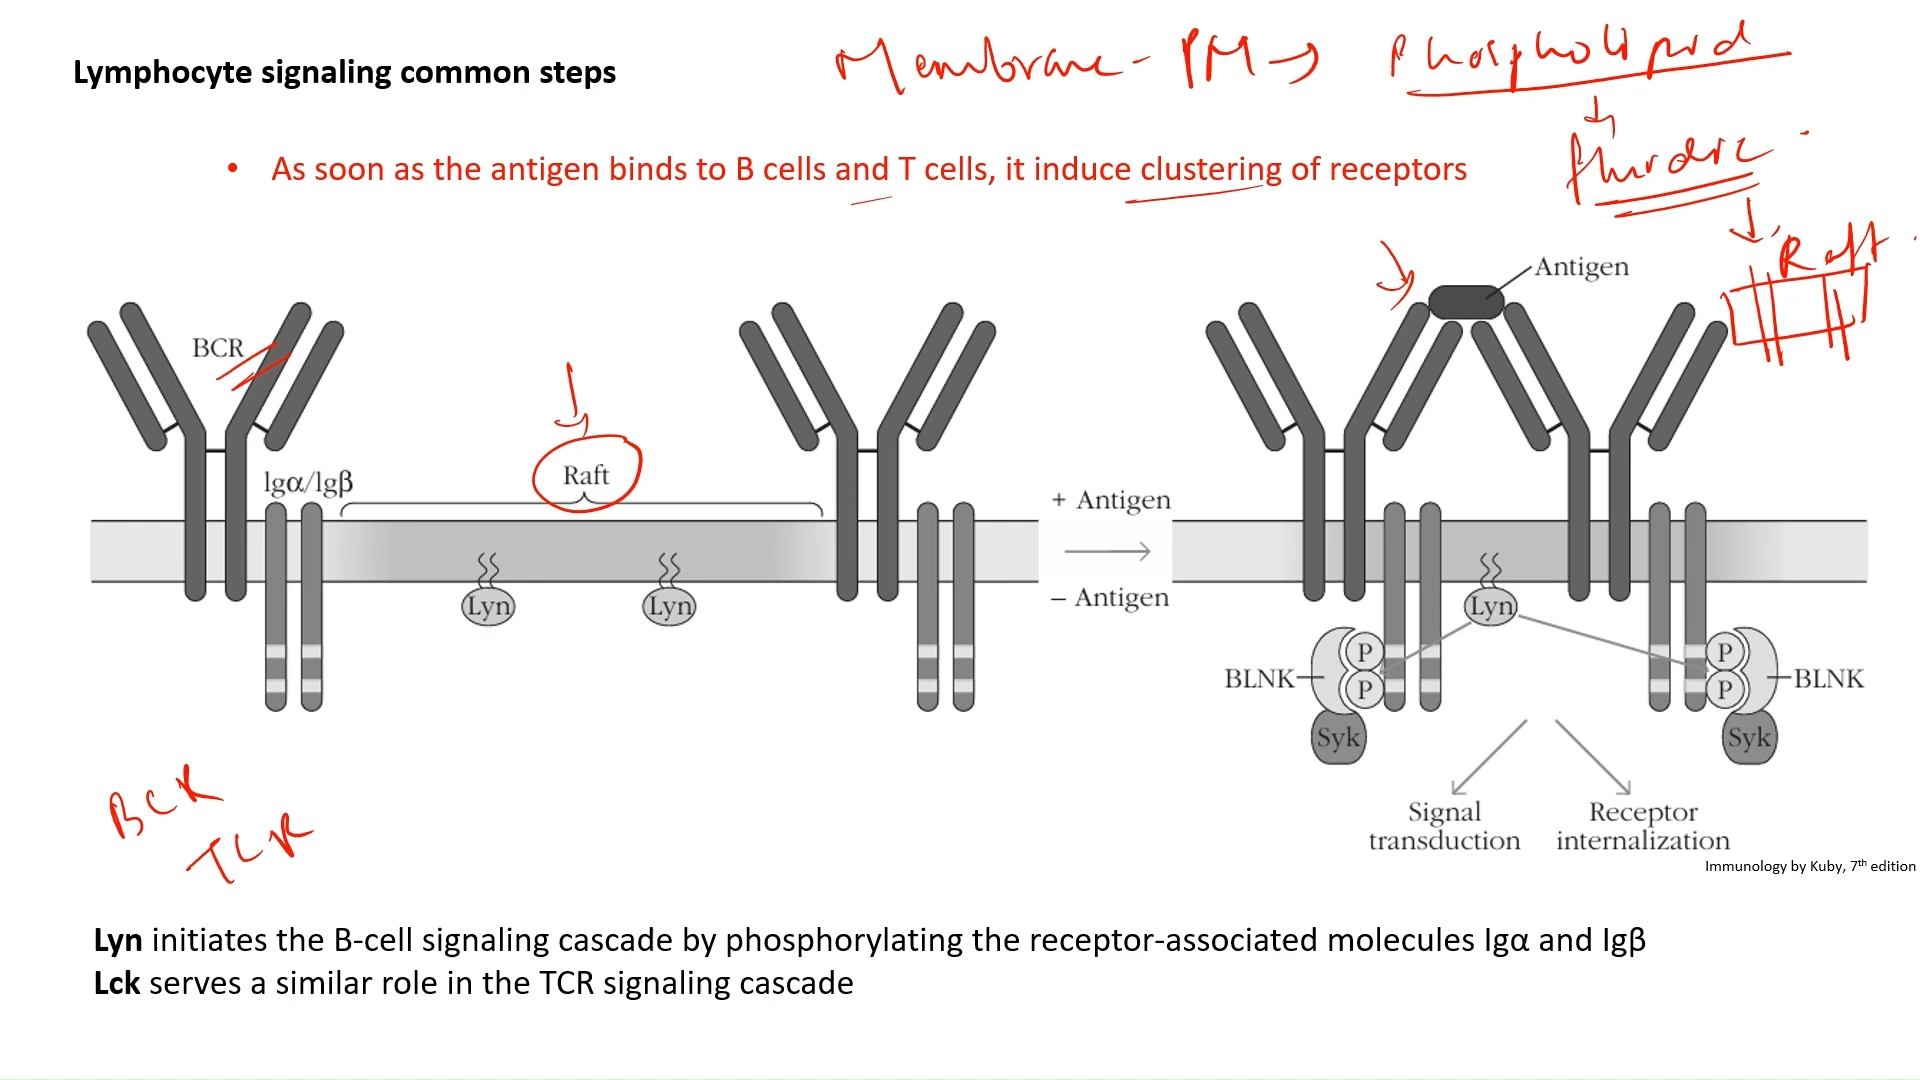 Lymphocyte signaling common steps
Membrane - PM → Phospholipid
• As soon as the antigen binds to B cells and T cells, it induce clustering of receptors
Raft
Antigen
BCR
Raft
Igα/Igβ
+ Antigen
− Antigen
Lyn Lyn Lyn
P P
BLNK BLNK
P P
Syk Syk
BCR
TCR
Signal transduction
Receptor internalization
Immunology by Kuby, 7th edition
Lyn initiates the B-cell signaling cascade by phosphorylating the receptor-associated molecules Igα and Igβ
Lck serves a similar role in the TCR signaling cascade